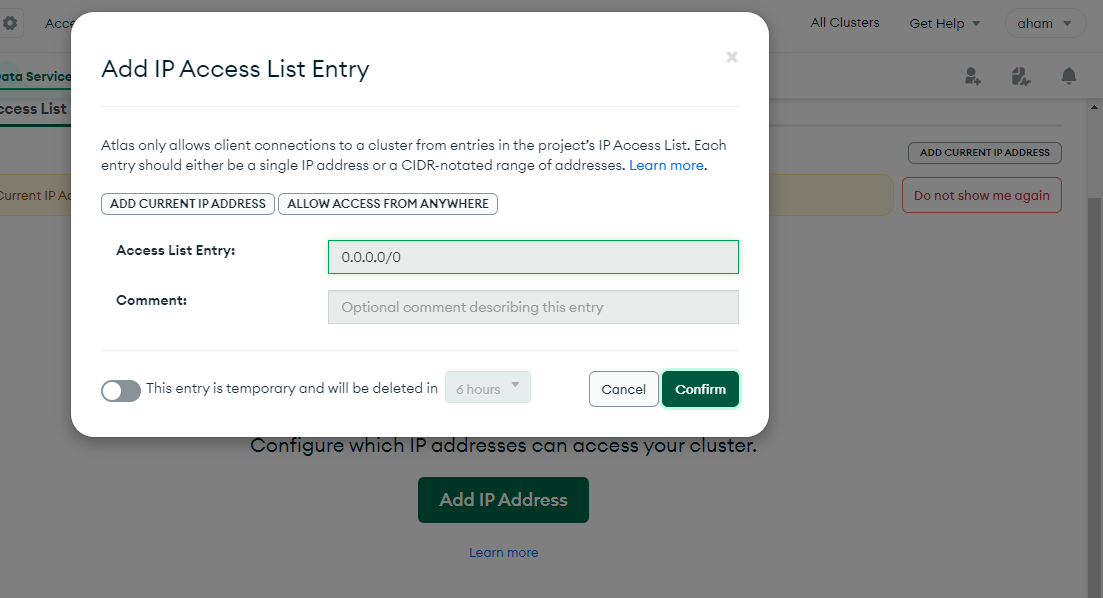 All Clusters
Get Help
aham
Add IP Access List Entry
Atlas only allows client connections to a cluster from entries in the project's IP Access List. Each
entry should either be a single IP address or a CIDR-notated range of addresses. Learn more.
ADD CURRENT IP ADDRESS
ALLOW ACCESS FROM ANYWHERE
Access List Entry:
0.0.0.0/0
Comment:
Optional comment describing this entry
This entry is temporary and will be deleted in
6 hours
Cancel
Confirm
ADD CURRENT IP ADDRESS
Current IP
Do not show me again
List
Configure which IP addresses can access your cluster.
Add IP Address
Learn more